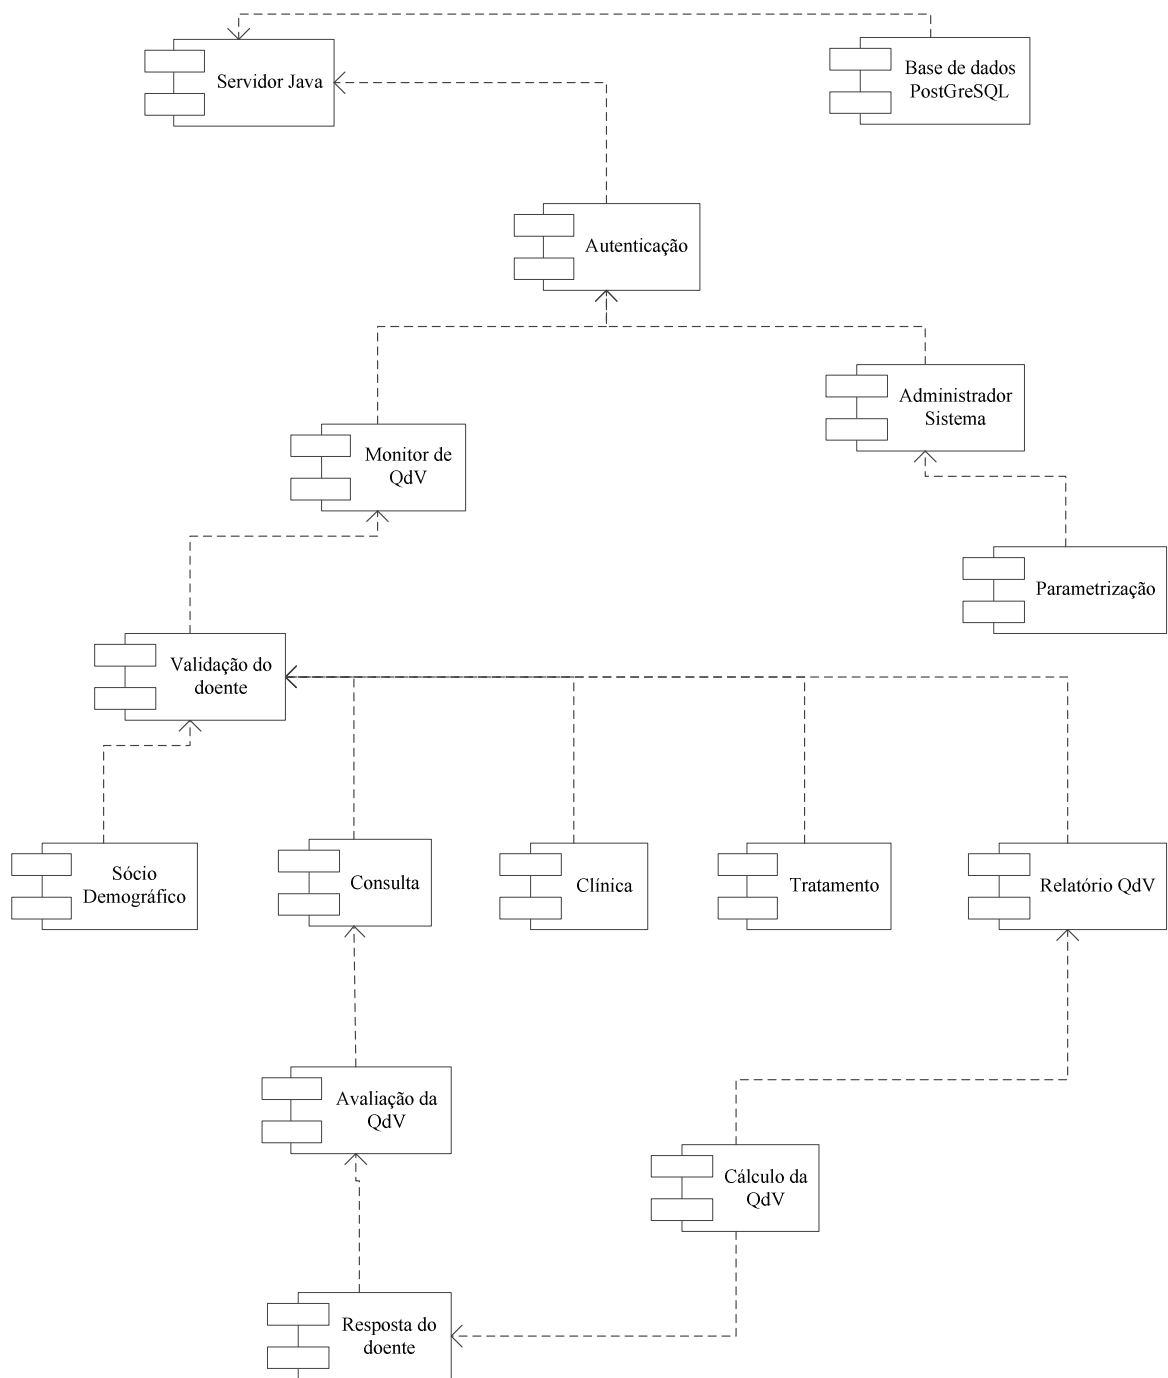 Servidor Java
Base de dados
PostGreSQL
Autenticação
Administrador
Sistema
Monitor de
QdV
Parametrização
Validação do
doente
Sócio
Demográfico
Consulta
Clínica
Tratamento
Relatório QdV
Avaliação da
QdV
Cálculo da
QdV
Resposta do
doente